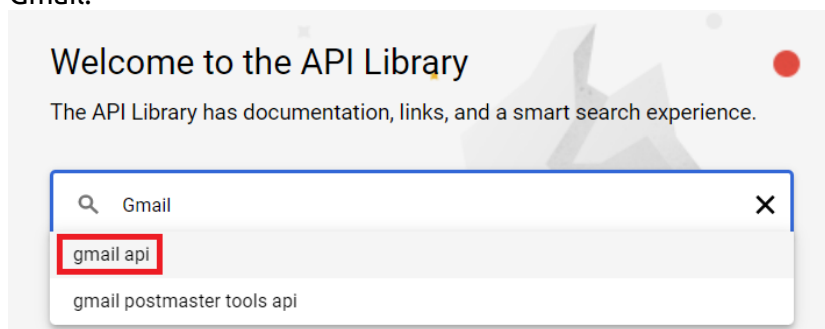 Gmail.
Welcome to the API Library
The API Library has documentation, links, and a smart search experience.
Gmail
gmail api
gmail postmaster tools api